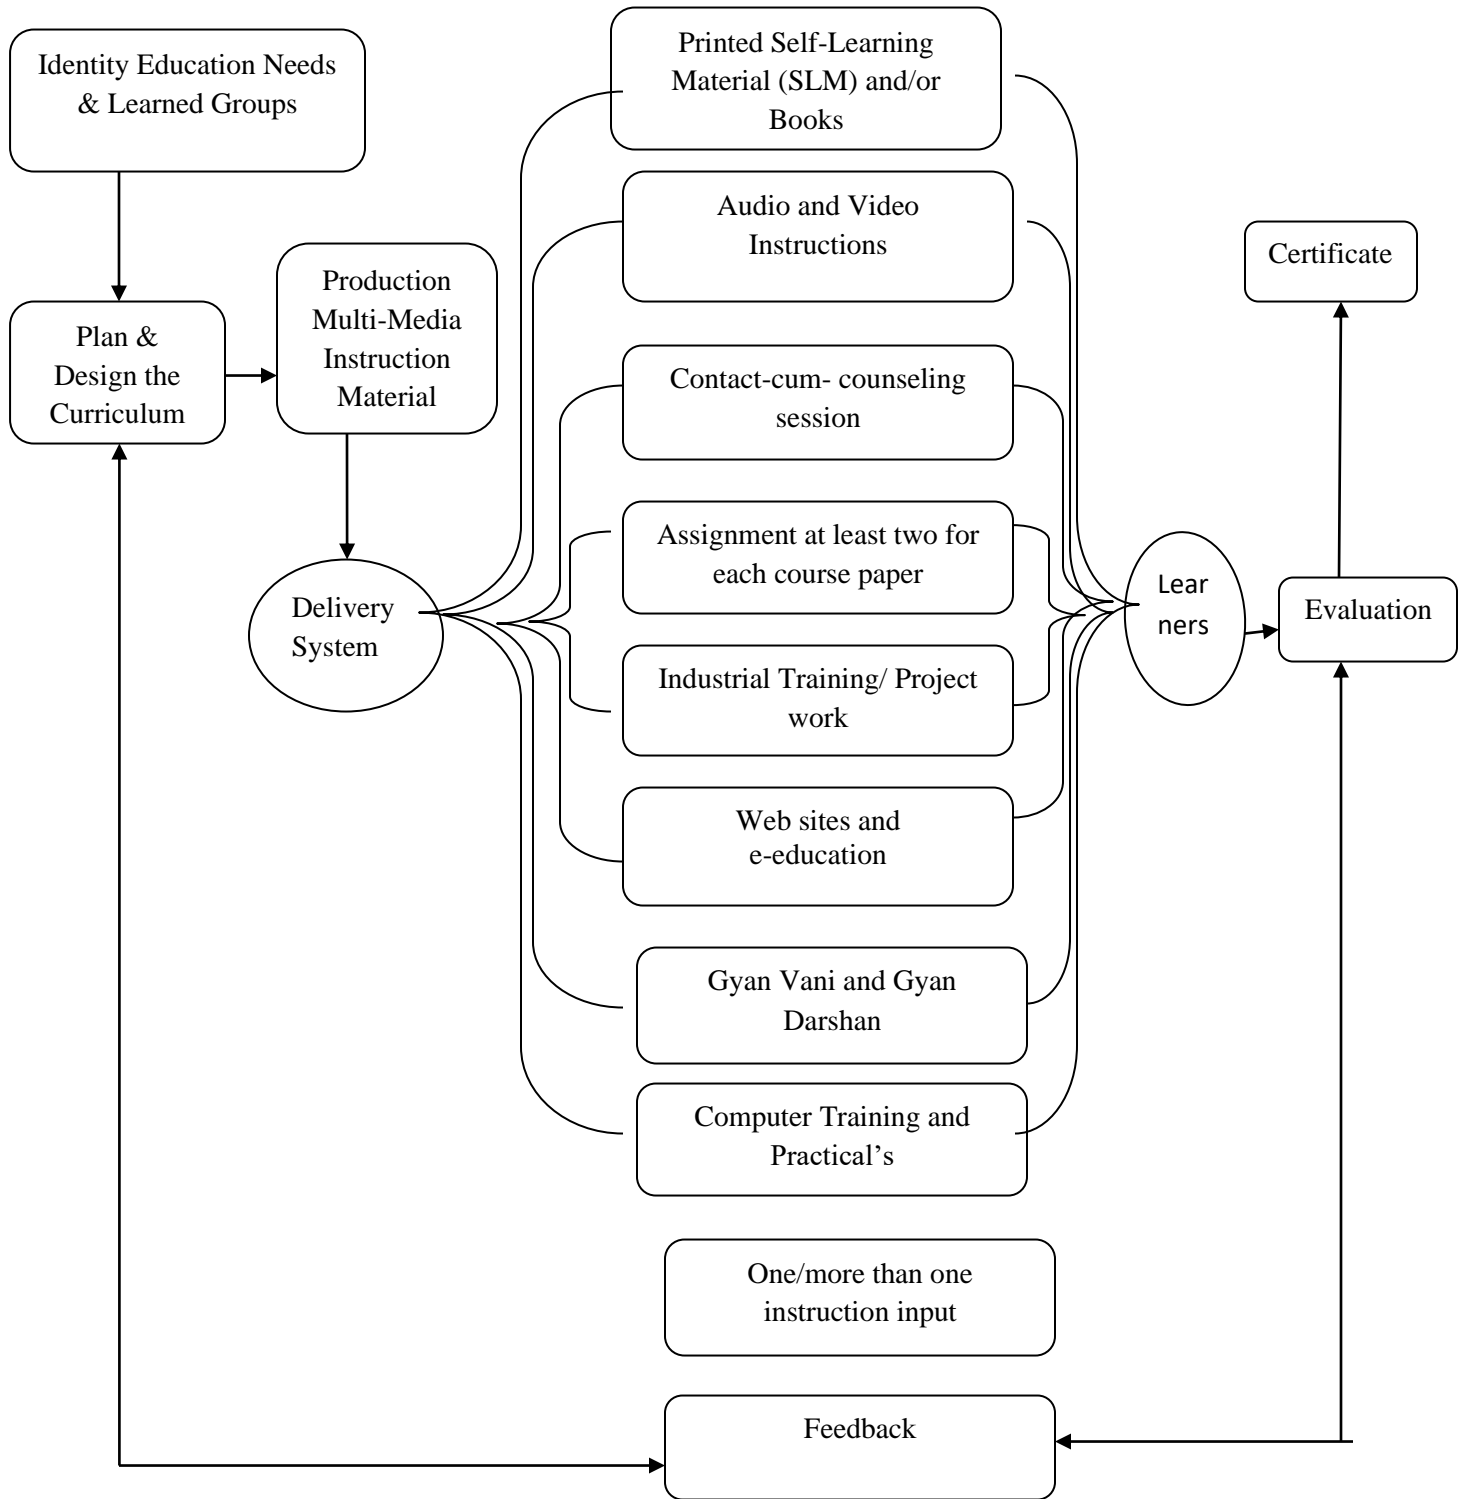 Identity Education Needs
& Learned Groups
Plan &
Design the
Curriculum
Production
Multi-Media
Instruction
Material
Delivery
System
Printed Self-Learning
Material (SLM) and/or
Books
Audio and Video
Instructions
Contact-cum- counseling
session
Assignment at least two for
each course paper
Industrial Training/ Project
work
Web sites and
e-education
Gyan Vani and Gyan
Darshan
Computer Training and
Practical’s
One/more than one
instruction input
Feedback
Lear
ners
Evaluation
Certificate